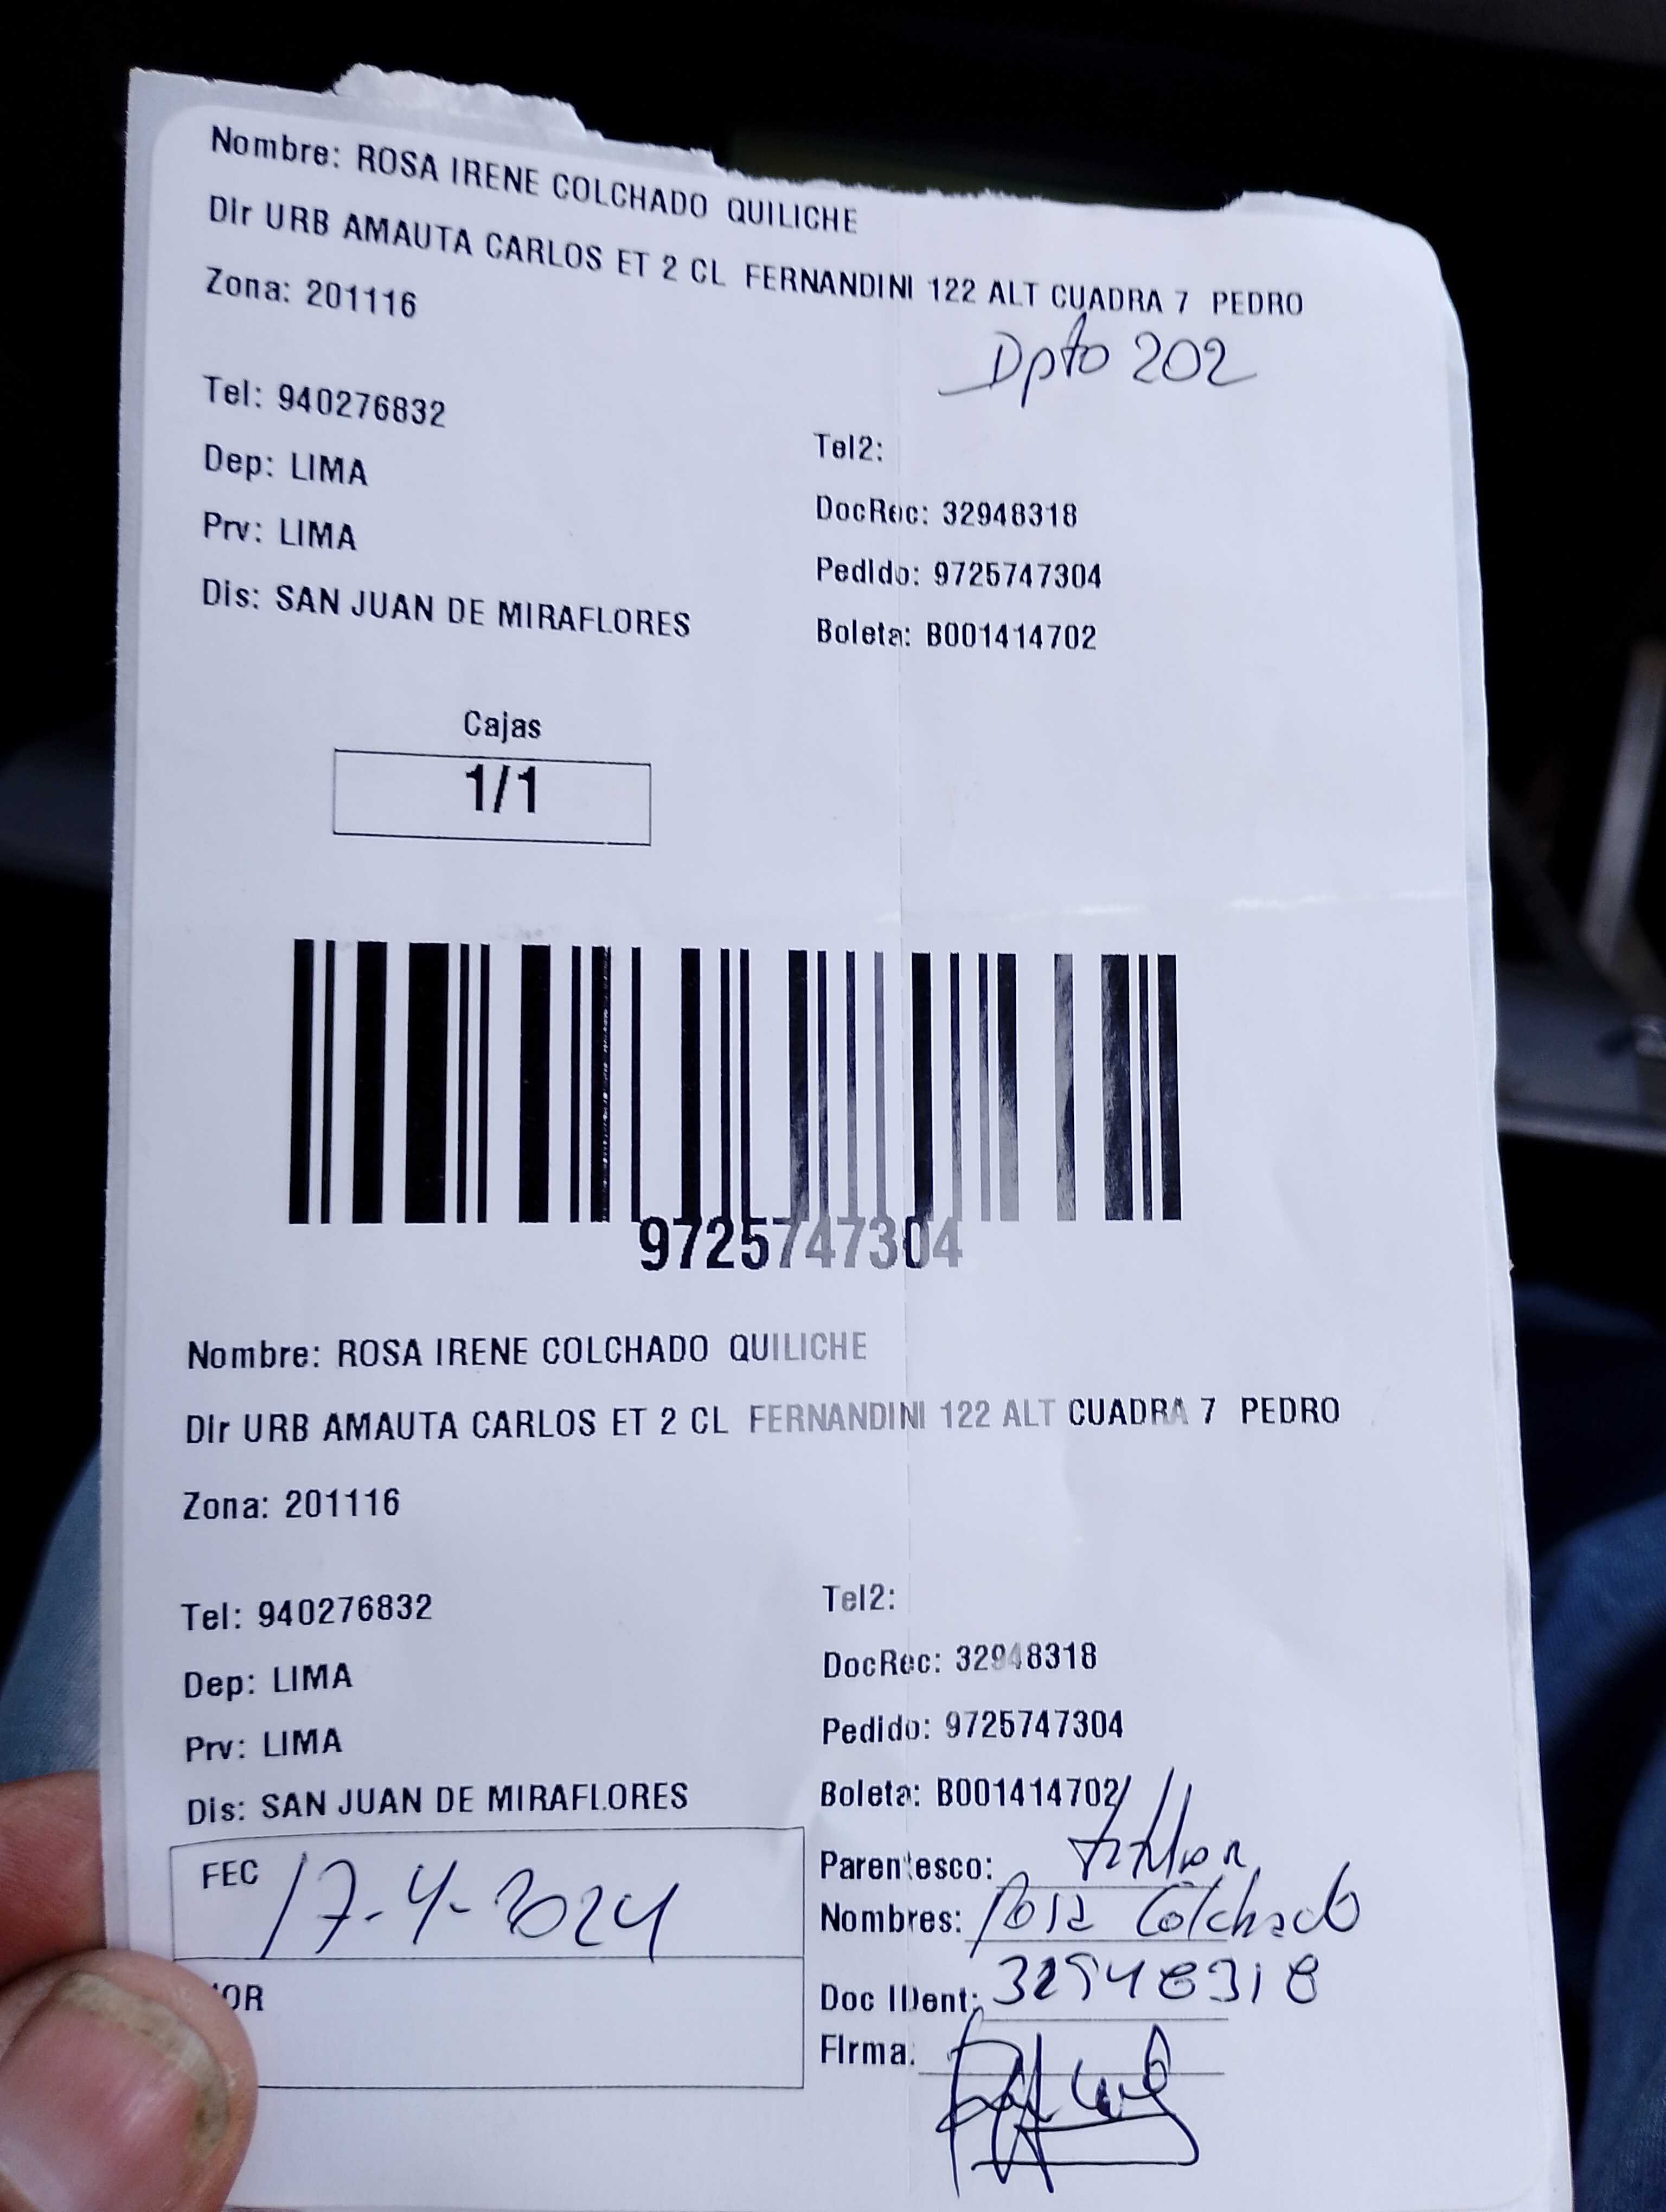 Nombre: ROSA IRENE COLCHADO QUILICHE
Dir URB AMAUTA CARLOS ET 2 CL FERNANDINI 122 ALT CUADRA 7 PEDRO
Zona: 201116
Dpto 202
Tel: 940276832
Tel2:
Dep: LIMA
DocRec: 32948318
Prv: LIMA
Pedido: 9725747304
Dis: SAN JUAN DE MIRAFLORES
Boleta: B001414702
Cajas
1/1
9725747304
Nombre: ROSA IRENE COLCHADO QUILICHE
Dir URB AMAUTA CARLOS ET 2 CL FERNANDINI 122 ALT CUADRA 7 PEDRO
Zona: 201116
Tel: 940276832
Tel2:
Dep: LIMA
DocRec: 32948318
Prv: LIMA
Pedido: 9725747304
Dis: SAN JUAN DE MIRAFLORES
Boleta: B001414702
FEC 17-4-2024
Parentesco:
Nombres: Rosa Colchado
OR
Doc IDent: 32948318
Firma: